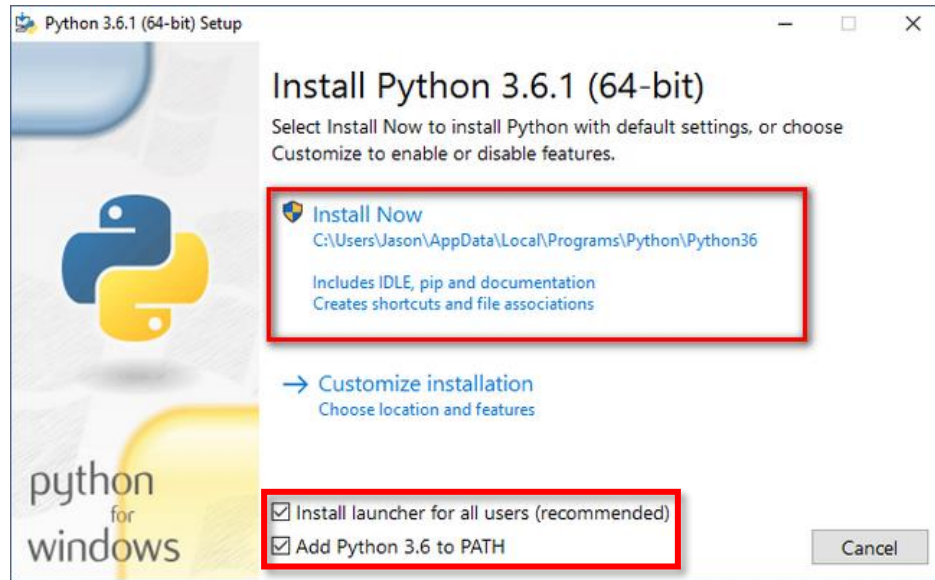 Python 3.6.1 (64-bit) Setup
Install Python 3.6.1 (64-bit)
Select Install Now to install Python with default settings, or choose
Customize to enable or disable features.
Install Now
C:\Users\Jason\AppData\Local\Programs\Python\Python36
Includes IDLE, pip and documentation
Creates shortcuts and file associations
Customize installation
Choose location and features
python
for
windows
Install launcher for all users (recommended)
Add Python 3.6 to PATH
Cancel